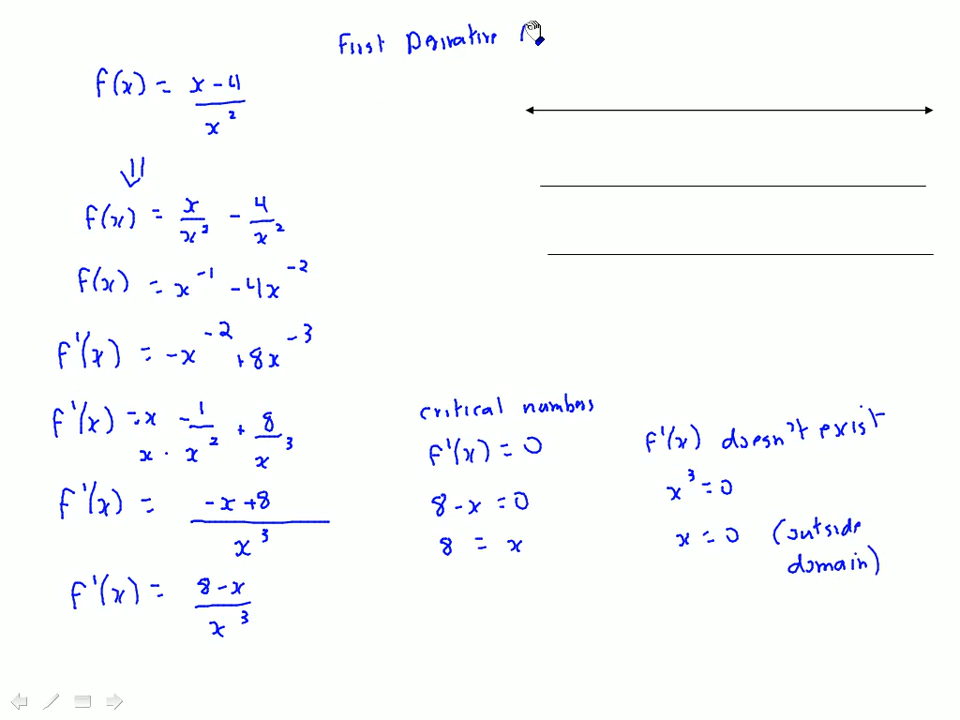 First Derivative
f(x) = x-4 / x²
⇓
f(x) = x/x² - 4/x²
f(x) = x⁻¹ - 4x⁻²
f'(x) = -x⁻² + 8x⁻³
f'(x) = x · -1 / x · x² + 8/x³
f'(x) = -x+8 / x³
f'(x) = 8-x / x³
critical numbers
f'(x) = 0
8-x = 0
8 = x
f'(x) doesn't exist
x³ = 0
x = 0 (outside
domain)